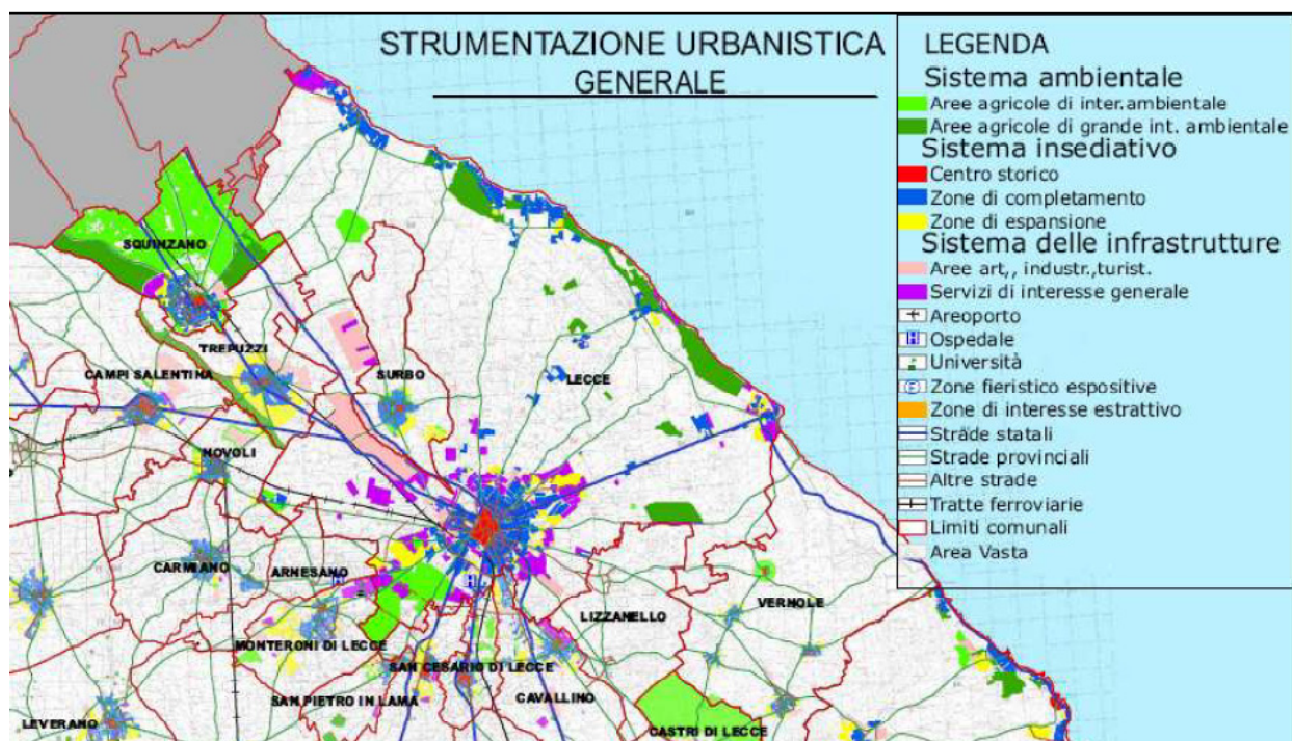 STRUMENTAZIONE URBANISTICA
GENERALE
LEGENDA
Sistema ambientale
Aree agricole di inter.ambientale
Aree agricole di grande int. ambientale
Sistema insediativo
Centro storico
Zone di completamento
Zone di espansione
Sistema delle infrastrutture
Aree art,, industr.,turist.
Servizi di interesse generale
Areoporto
H Ospedale
Università
Zone fieristico espositive
Zone di interesse estrattivo
Strade statali
Strade provinciali
Altre strade
Tratte ferroviarie
Limiti comunali
Area Vasta
SQUINZANO
TREPUZZI
CAMPI SALENTINA
SURBO
LECCE
NOVOLI
CARMIANO
ARNESANO
H
H
LIZZANELLO
VERNOLE
MONTERONI DI LECCE
SAN CESARIO DI LECCE
SAN PIETRO IN LAMA
CAVALLINO
LEVERANO
CASTRI DI LECCE